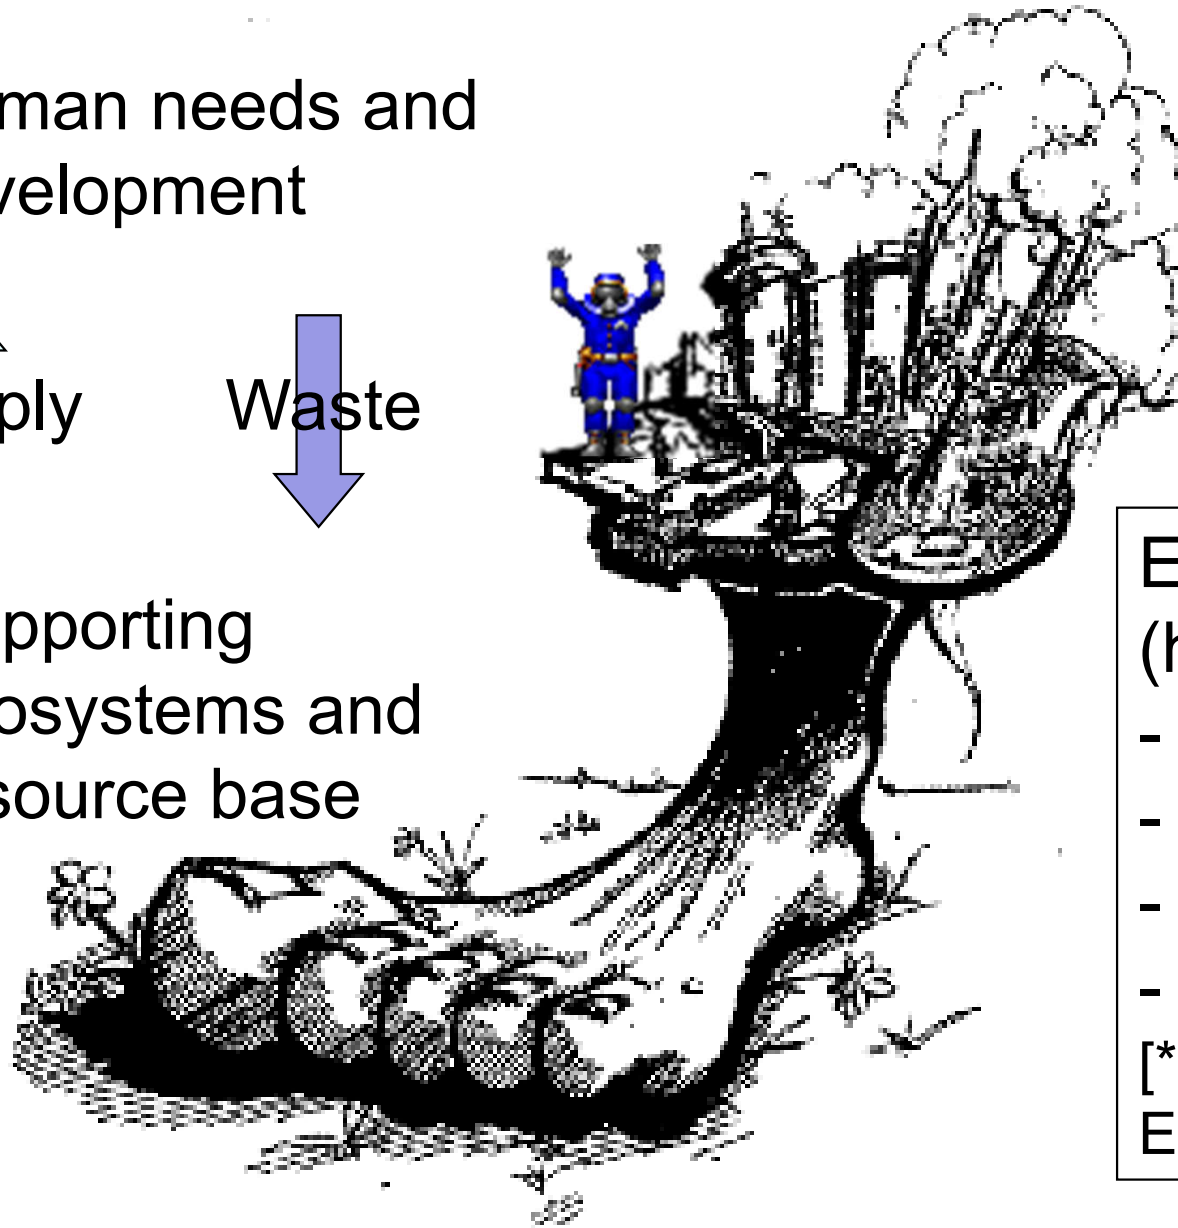 man needs and
velopment
ply
Waste
pporting
osystems and
source base
E
(h
-
-
-
-
[*
E